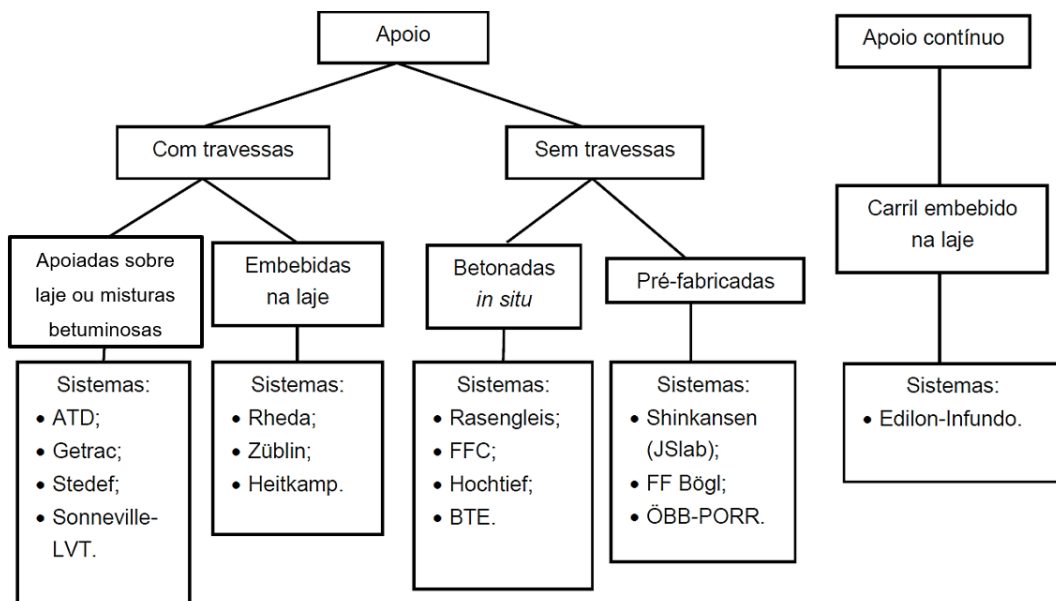 Apoio
Apoio contínuo
Com travessas
Sem travessas
Carril embebido
na laje
Apoiadas sobre
laje ou misturas
betuminosas
Embebidas
na laje
Betonadas
in situ
Pré-fabricadas
Sistemas:
• ATD;
• Getrac;
• Stedef;
• Sonneville-
LVT.
Sistemas:
• Rheda;
• Züblin;
• Heitkamp.
Sistemas:
• Rasengleis;
• FFC;
• Hochtief;
• BTE.
Sistemas:
• Shinkansen
(JSlab);
• FF Bögl;
• ÖBB-PORR.
Sistemas:
• Edilon-Infundo.